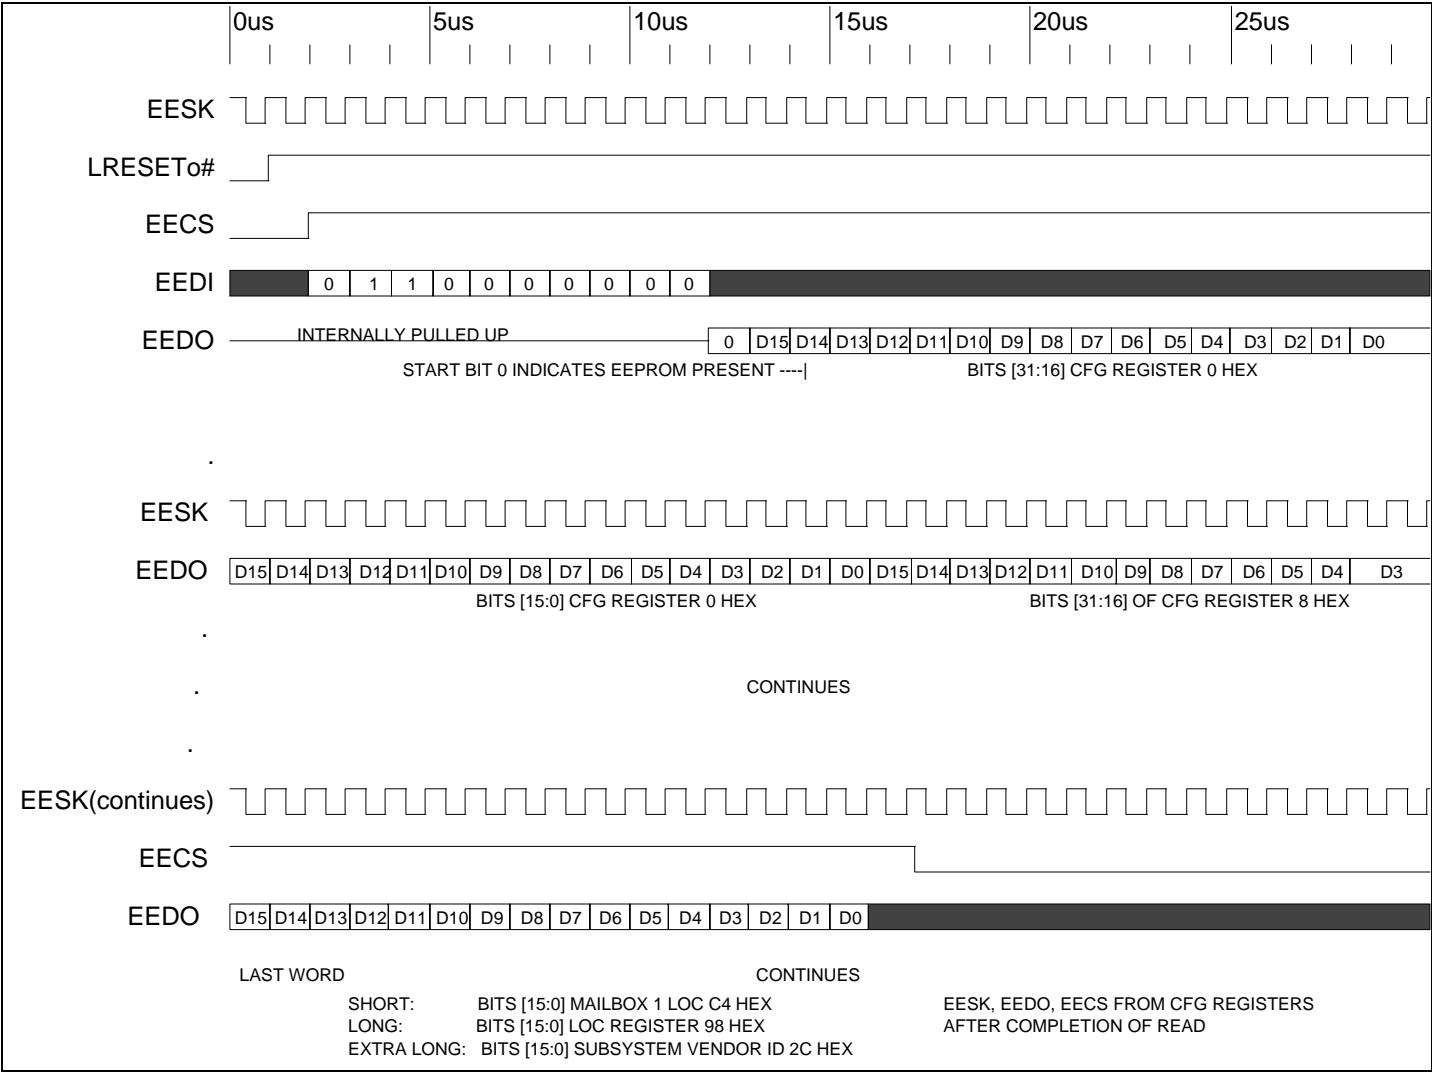 0us 5us 10us 15us 20us 25us
EESK
LRESETo#
EECS
EEDI 0 1 1 0 0 0 0 0 0 0
EEDO INTERNALLY PULLED UP 0 D15 D14 D13 D12 D11 D10 D9 D8 D7 D6 D5 D4 D3 D2 D1 D0
START BIT 0 INDICATES EEPROM PRESENT ----| BITS [31:16] CFG REGISTER 0 HEX
.
EESK
EEDO D15 D14 D13 D12 D11 D10 D9 D8 D7 D6 D5 D4 D3 D2 D1 D0 D15 D14 D13 D12 D11 D10 D9 D8 D7 D6 D5 D4 D3
BITS [15:0] CFG REGISTER 0 HEX BITS [31:16] OF CFG REGISTER 8 HEX
.
. CONTINUES
.
EESK(continues)
EECS
EEDO D15 D14 D13 D12 D11 D10 D9 D8 D7 D6 D5 D4 D3 D2 D1 D0
LAST WORD CONTINUES
SHORT: BITS [15:0] MAILBOX 1 LOC C4 HEX EESK, EEDO, EECS FROM CFG REGISTERS
LONG: BITS [15:0] LOC REGISTER 98 HEX AFTER COMPLETION OF READ
EXTRA LONG: BITS [15:0] SUBSYSTEM VENDOR ID 2C HEX